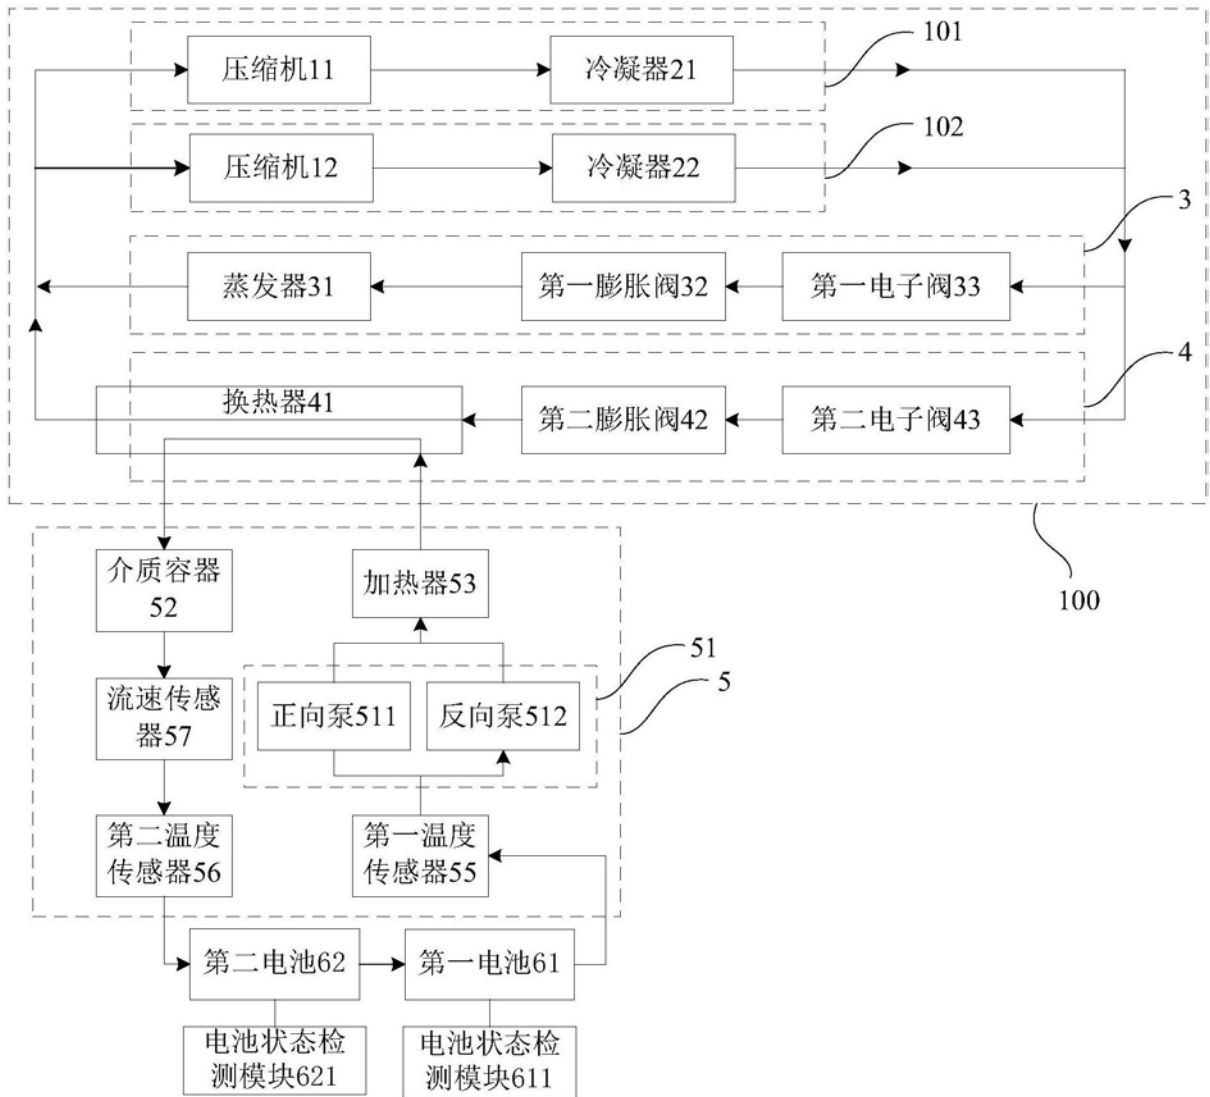 101
压缩机11
冷凝器21
102
压缩机12
冷凝器22
3
蒸发器31
第一膨胀阀32
第一电子阀33
4
换热器41
第二膨胀阀42
第二电子阀43
100
介质容器
52
加热器53
51
5
流速传感
器57
正向泵511
反向泵512
第二温度
传感器56
第一温度
传感器55
第二电池62
第一电池61
电池状态检
测模块621
电池状态检
测模块611